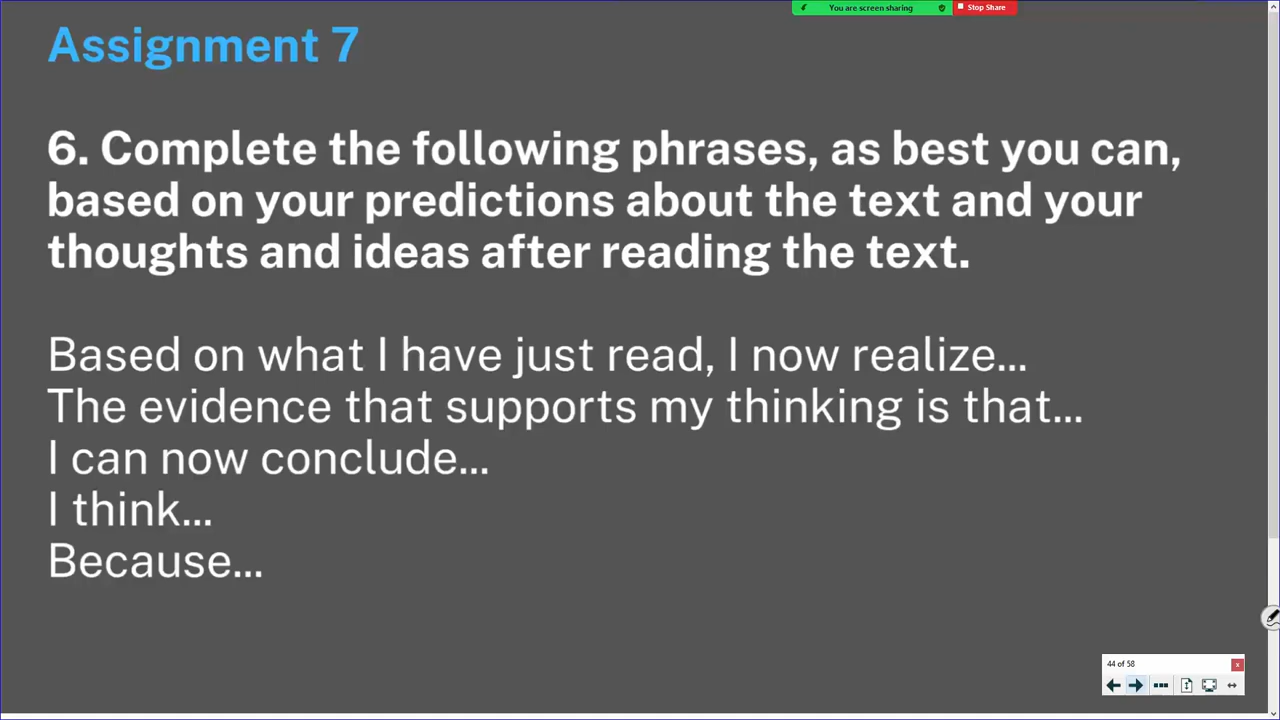 You are screen sharing
Stop Share
Assignment 7
6. Complete the following phrases, as best you can,
based on your predictions about the text and your
thoughts and ideas after reading the text.
Based on what I have just read, I now realize...
The evidence that supports my thinking is that...
I can now conclude...
I think...
Because...
44 of 58